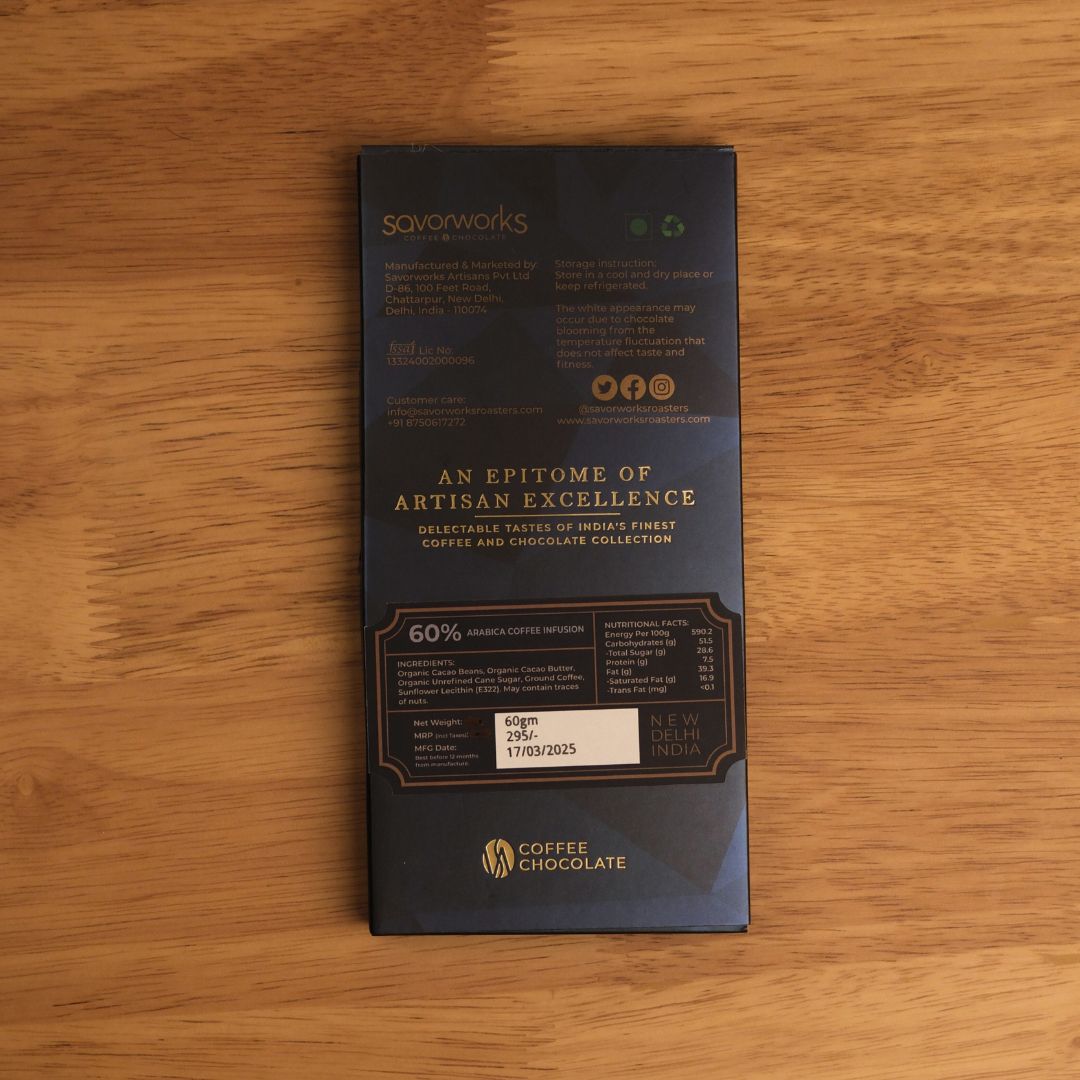 savorworks
COFFEE & CHOCOLATE
Manufactured & Marketed by:
Savorworks Artisans Pvt Ltd
D-86, 100 Feet Road,
Chattarpur, New Delhi,
Delhi, India - 110074
fssai Lic No:
13324002000096
Customer care:
info@savorworksroasters.com
+91 8750617272
Storage instruction:
Store in a cool and dry place or
keep refrigerated.
The white appearance may
occur due to chocolate
blooming from the
temperature fluctuation that
does not affect taste and
fitness.
@savorworksroasters
www.savorworksroasters.com
AN EPITOME OF
ARTISAN EXCELLENCE
DELECTABLE TASTES OF INDIA'S FINEST
COFFEE AND CHOCOLATE COLLECTION
60% ARABICA COFFEE INFUSION
INGREDIENTS:
Organic Cacao Beans, Organic Cacao Butter,
Organic Unrefined Cane Sugar, Ground Coffee,
Sunflower Lecithin (E322). May contain traces
of nuts.
NUTRITIONAL FACTS:
Energy Per 100g 590.2
Carbohydrates (g) 51.5
-Total Sugar (g) 28.6
Protein (g) 7.5
Fat (g) 39.3
-Saturated Fat (g) 16.9
-Trans Fat (mg) <0.1
Net Weight: 60gm
MRP (Incl Taxes): 295/-
MFG Date: 17/03/2025
Best before 12 months
from manufacture.
NEW
DELHI
INDIA
COFFEE
CHOCOLATE